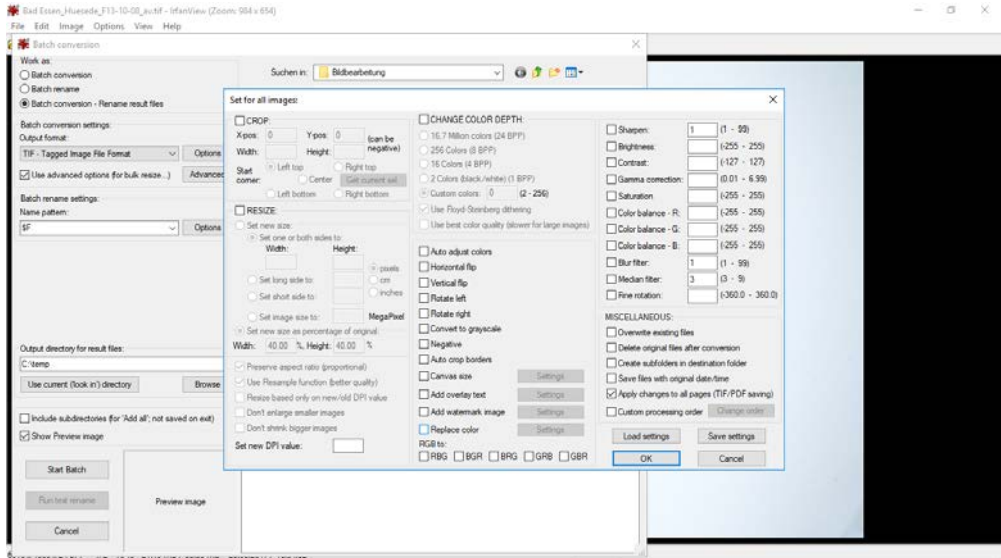 Bad Essen_Huesede_F13-10-08_av.tif - IrfanView (Zoom: 984 x 654)
File Edit Image Options View Help
Batch conversion
Work as:
Batch conversion
Batch rename
Batch conversion - Rename result files
Batch conversion settings:
Output format:
TIF - Tagged Image File Format
Options
Use advanced options (for bulk resize...)
Advanced
Batch rename settings:
Name pattern:
$F
Options
Output directory for result files:
C:\temp
Use current ('look in') directory
Browse
Include subdirectories (for 'Add all'; not saved on exit)
Show Preview image
Start Batch
Run test rename
Cancel
Preview image
Suchen in:
Bildbearbeitung
Set for all images:
CROP:
X-pos: 0 Y-pos: 0 (can be
negative)
Width: Height:
Start
corner:
Left top Right top
Center Get current sel.
Left bottom Right bottom
RESIZE:
Set new size:
Set one or both sides to:
Width: Height:
pixels
cm
inches
Set long side to:
Set short side to:
Set image size to: MegaPixel
Set new size as percentage of original:
Width: 40.00 %, Height: 40.00 %
Preserve aspect ratio (proportional)
Use Resample function (better quality)
Resize based only on new/old DPI value
Don't enlarge smaller images
Don't shrink bigger images
Set new DPI value:
CHANGE COLOR DEPTH:
16,7 Million colors (24 BPP)
256 Colors (8 BPP)
16 Colors (4 BPP)
2 Colors (black/white) (1 BPP)
Custom colors: 0 (2 - 256)
Use Floyd-Steinberg dithering
Use best color quality (slower for large images)
Auto adjust colors
Horizontal flip
Vertical flip
Rotate left
Rotate right
Convert to grayscale
Negative
Auto crop borders
Canvas size Settings
Add overlay text Settings
Add watermark image Settings
Replace color Settings
RGB to:
RBG BGR BRG GRB GBR
Sharpen: 1 (1 - 99)
Brightness: (-255 - 255)
Contrast: (-127 - 127)
Gamma correction: (0.01 - 6.99)
Saturation (-255 - 255)
Color balance - R: (-255 - 255)
Color balance - G: (-255 - 255)
Color balance - B: (-255 - 255)
Blur filter: 1 (1 - 99)
Median filter: 3 (3 - 9)
Fine rotation: (-360.0 - 360.0)
MISCELLANEOUS:
Overwrite existing files
Delete original files after conversion
Create subfolders in destination folder
Save files with original date/time
Apply changes to all pages (TIF/PDF saving)
Custom processing order Change order
Load settings Save settings
OK Cancel